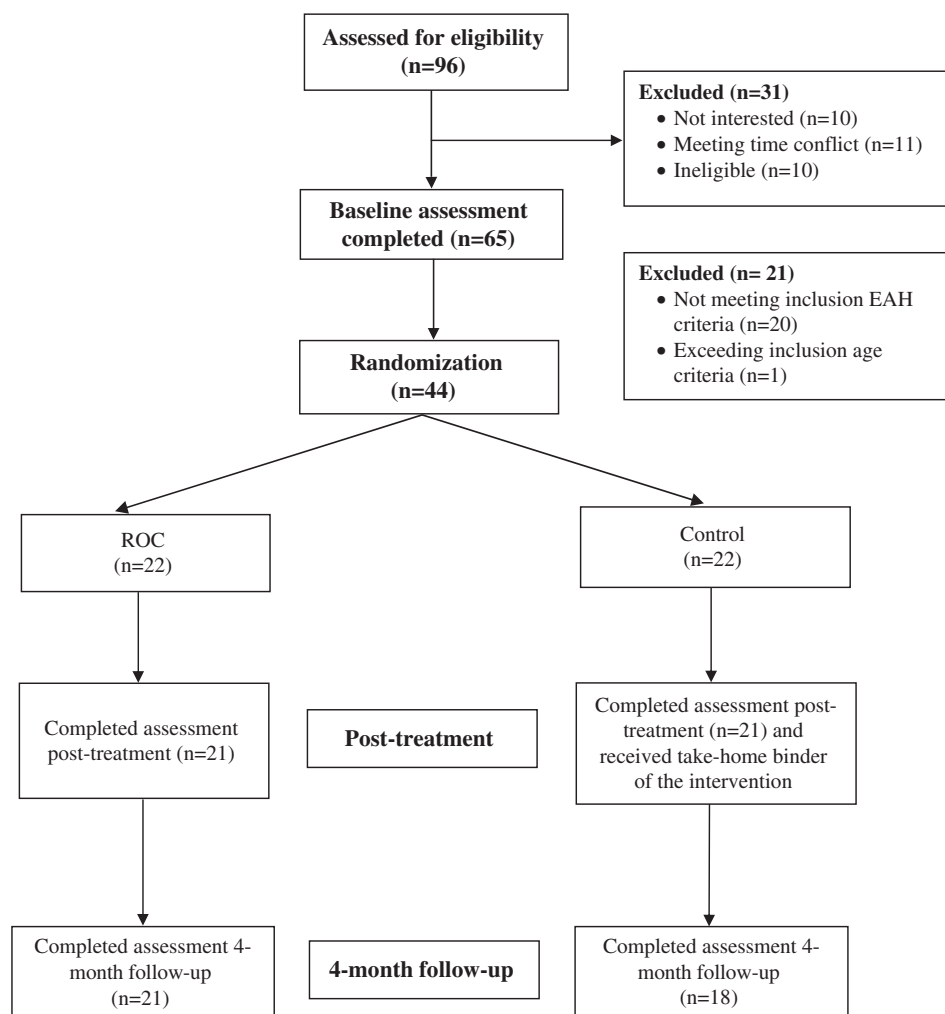 Assessed for eligibility
(n=96)
Excluded (n=31)
• Not interested (n=10)
• Meeting time conflict (n=11)
• Ineligible (n=10)
Baseline assessment
completed (n=65)
Excluded (n= 21)
• Not meeting inclusion EAH
criteria (n=20)
• Exceeding inclusion age
criteria (n=1)
Randomization
(n=44)
ROC
(n=22)
Control
(n=22)
Completed assessment
post-treatment (n=21)
Post-treatment
Completed assessment post-
treatment (n=21) and
received take-home binder
of the intervention
Completed assessment 4-
month follow-up
(n=21)
4-month follow-up
Completed assessment 4-
month follow-up
(n=18)